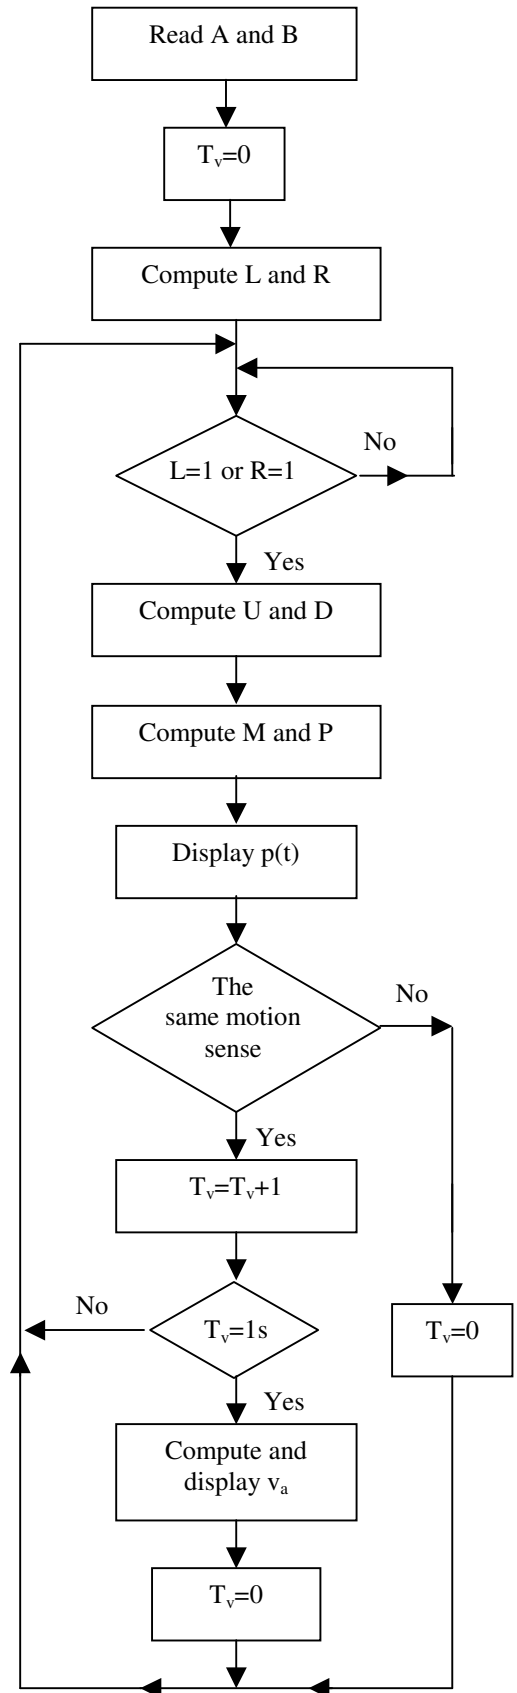 Read A and B
Tv=0
Compute L and R
L=1 or R=1
No
Yes
Compute U and D
Compute M and P
Display p(t)
The
same motion
sense
No
Yes
Tv=Tv+1
No
Tv=1s
Tv=0
Yes
Compute and
display va
Tv=0